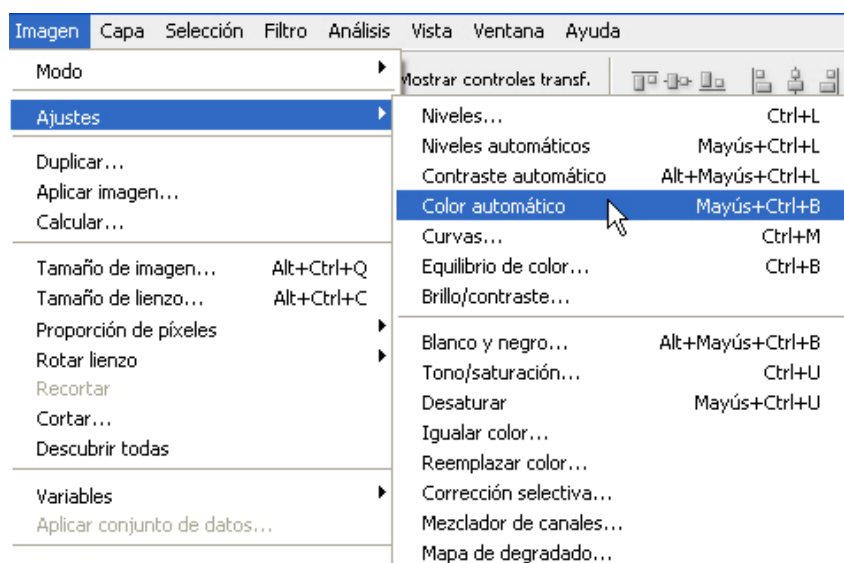 Imagen Capa Selección Filtro Análisis Vista Ventana Ayuda
Modo
Mostrar controles transf.
Ajustes
Duplicar...
Aplicar imagen...
Calcular...
Tamaño de imagen... Alt+Ctrl+Q
Tamaño de lienzo... Alt+Ctrl+C
Proporción de píxeles
Rotar lienzo
Recortar
Cortar...
Descubrir todas
Variables
Aplicar conjunto de datos...
Niveles... Ctrl+L
Niveles automáticos Mayús+Ctrl+L
Contraste automático Alt+Mayús+Ctrl+L
Color automático Mayús+Ctrl+B
Curvas... Ctrl+M
Equilibrio de color... Ctrl+B
Brillo/contraste...
Blanco y negro... Alt+Mayús+Ctrl+B
Tono/saturación... Ctrl+U
Desaturar Mayús+Ctrl+U
Igualar color...
Reemplazar color...
Corrección selectiva...
Mezclador de canales...
Mapa de degradado...